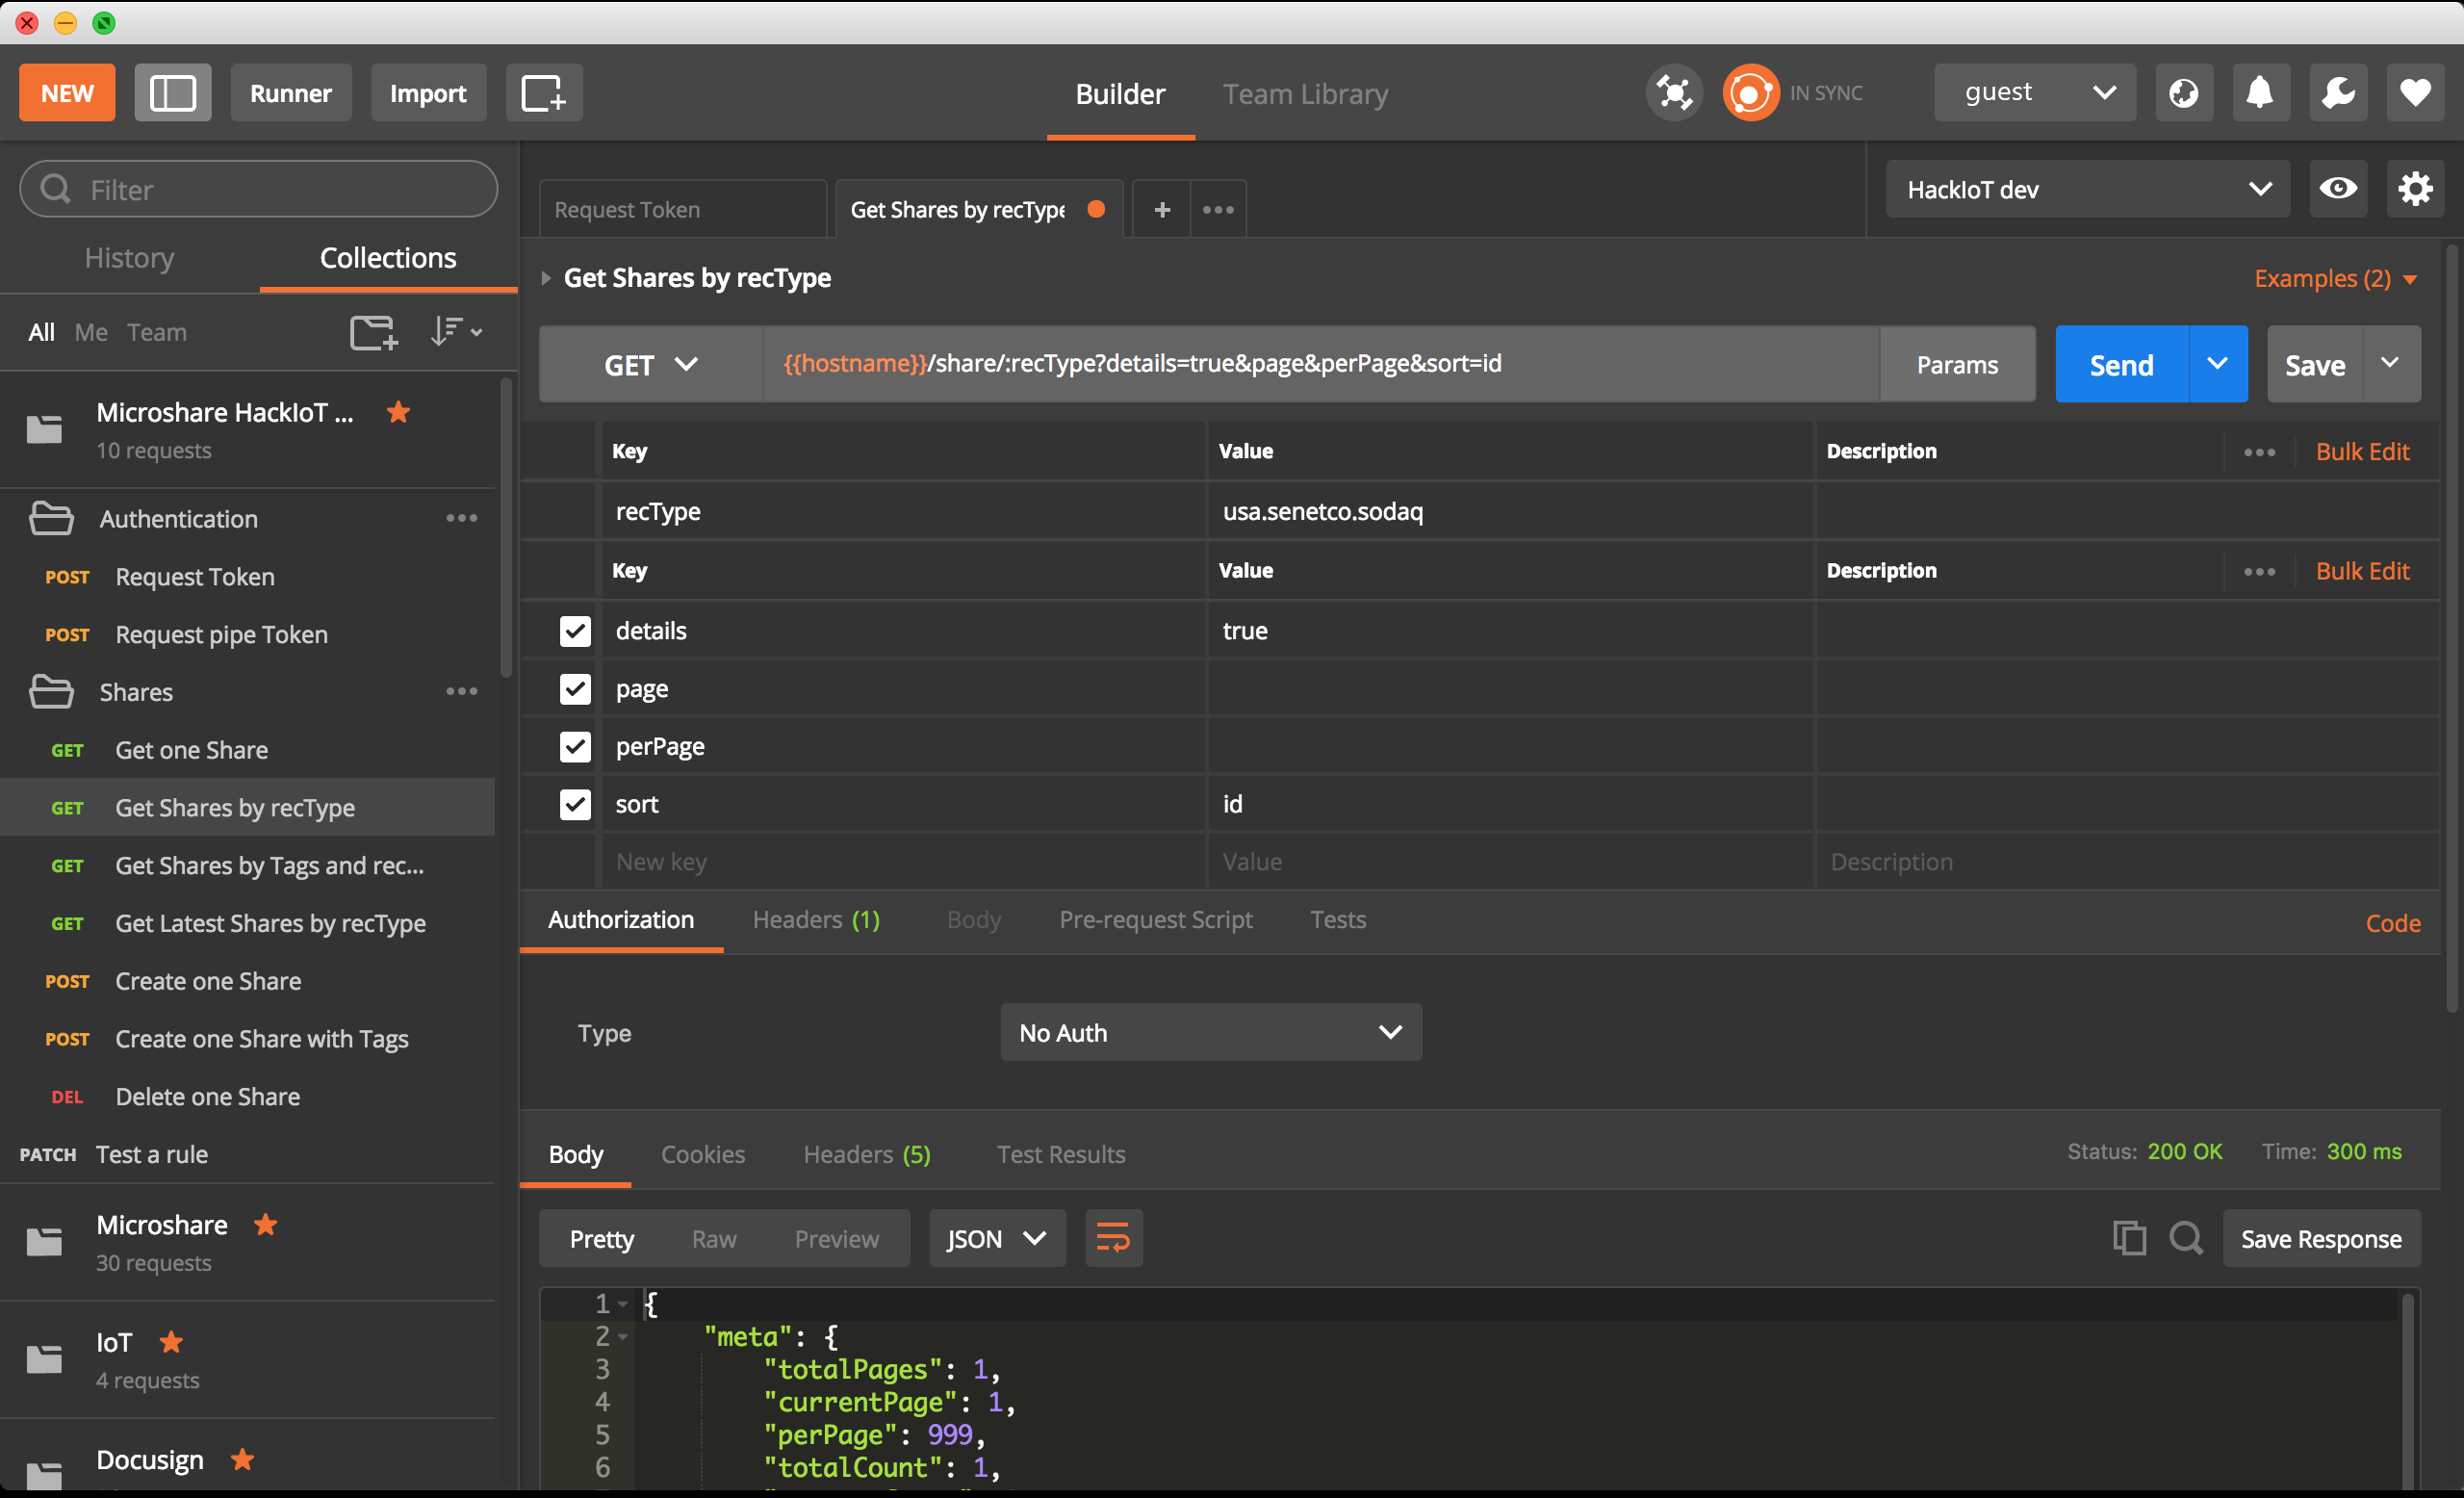 NEW
Runner
Import
Builder
Team Library
IN SYNC
guest
Filter
History
Collections
All Me Team
Microshare HackIoT ...
10 requests
Authentication
POST Request Token
POST Request pipe Token
Shares
GET Get one Share
GET Get Shares by recType
GET Get Shares by Tags and rec...
GET Get Latest Shares by recType
POST Create one Share
POST Create one Share with Tags
DEL Delete one Share
PATCH Test a rule
Microshare
30 requests
IoT
4 requests
Docusign
Request Token
Get Shares by recType
HackIoT dev
Get Shares by recType
Examples (2)
GET {{hostname}}/share/:recType?details=true&page&perPage&sort=id
Params
Send
Save
Key Value Description Bulk Edit
recType usa.senetco.sodaq
Key Value Description Bulk Edit
details true
page
perPage
sort id
New key Value Description
Authorization Headers (1) Body Pre-request Script Tests Code
Type No Auth
Body Cookies Headers (5) Test Results Status: 200 OK Time: 300 ms
Pretty Raw Preview JSON Save Response
1 {
2 "meta": {
3 "totalPages": 1,
4 "currentPage": 1,
5 "perPage": 999,
6 "totalCount": 1,